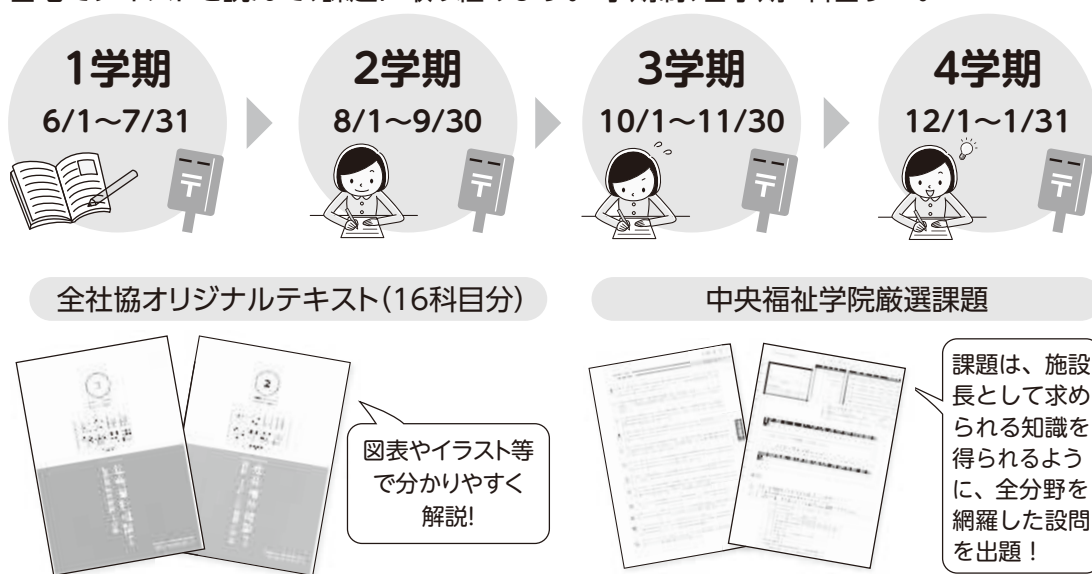 1学期
6/1〜7/31
2学期
8/1〜9/30
3学期
10/1〜11/30
4学期
12/1〜1/31
全社協オリジナルテキスト(16科目分)
中央福祉学院厳選課題
1
2
図表やイラスト等
で分かりやすく
解説!
課題は、施設
長として求め
られる知識を
得られるよう
に、全分野を
網羅した設問
を出題！